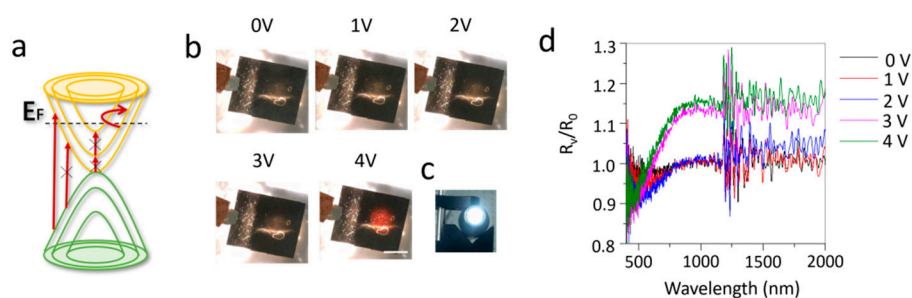 a
E_F
b
0V
1V
2V
3V
4V
c
d
R_V/R_0
1.3
1.2
1.1
1.0
0.9
0.8
500
1000
1500
2000
Wavelength (nm)
0 V
1 V
2 V
3 V
4 V